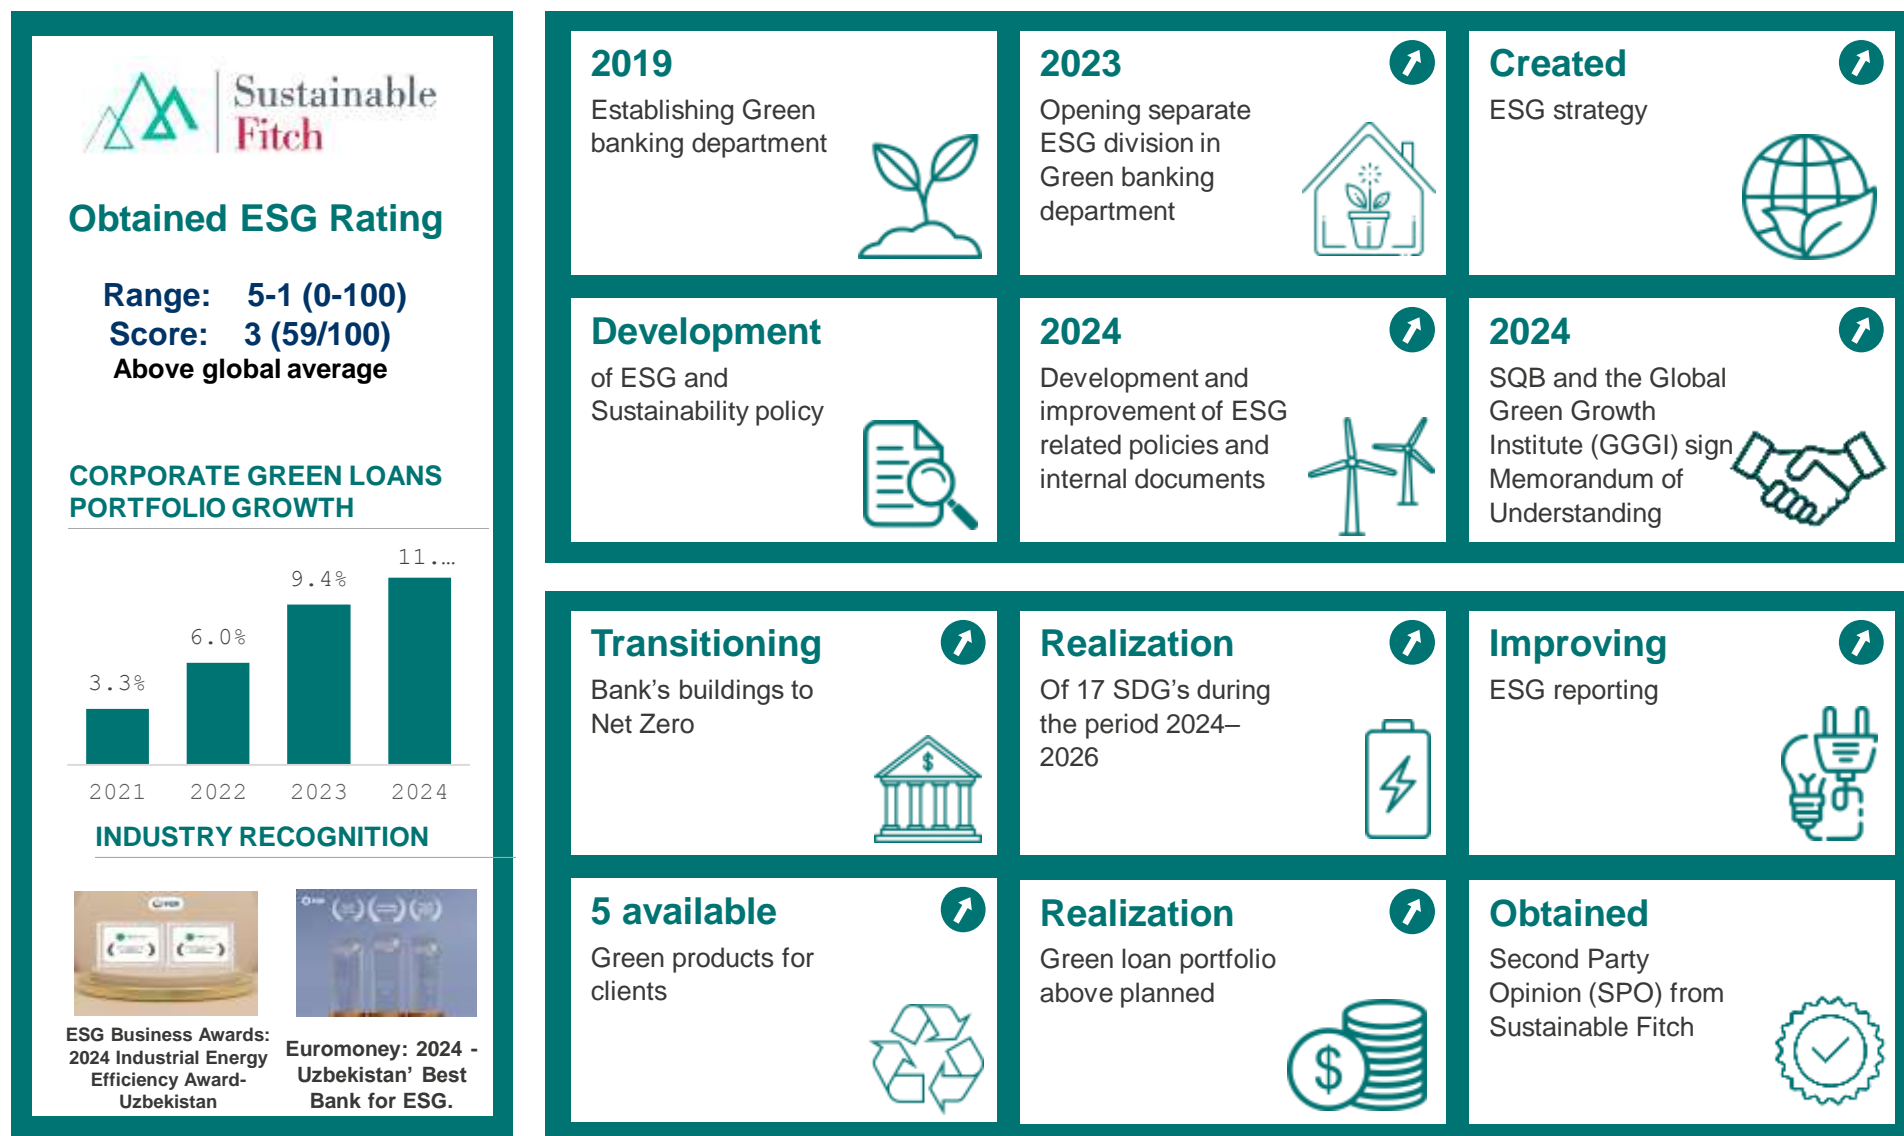 Sustainable
Fitch
Obtained ESG Rating
Range: 5-1 (0-100)
Score: 3 (59/100)
Above global average
CORPORATE GREEN LOANS
PORTFOLIO GROWTH
3.3%
6.0%
9.4%
11.…
2021
2022
2023
2024
INDUSTRY RECOGNITION
ESG Business Awards:
2024 Industrial Energy
Efficiency Award-
Uzbekistan
Euromoney: 2024 -
Uzbekistan’ Best
Bank for ESG.
2019
Establishing Green
banking department
2023
Opening separate
ESG division in
Green banking
department
Created
ESG strategy
Development
of ESG and
Sustainability policy
2024
Development and
improvement of ESG
related policies and
internal documents
2024
SQB and the Global
Green Growth
Institute (GGGI) sign
Memorandum of
Understanding
Transitioning
Bank’s buildings to
Net Zero
Realization
Of 17 SDG’s during
the period 2024–
2026
Improving
ESG reporting
5 available
Green products for
clients
Realization
Green loan portfolio
above planned
Obtained
Second Party
Opinion (SPO) from
Sustainable Fitch